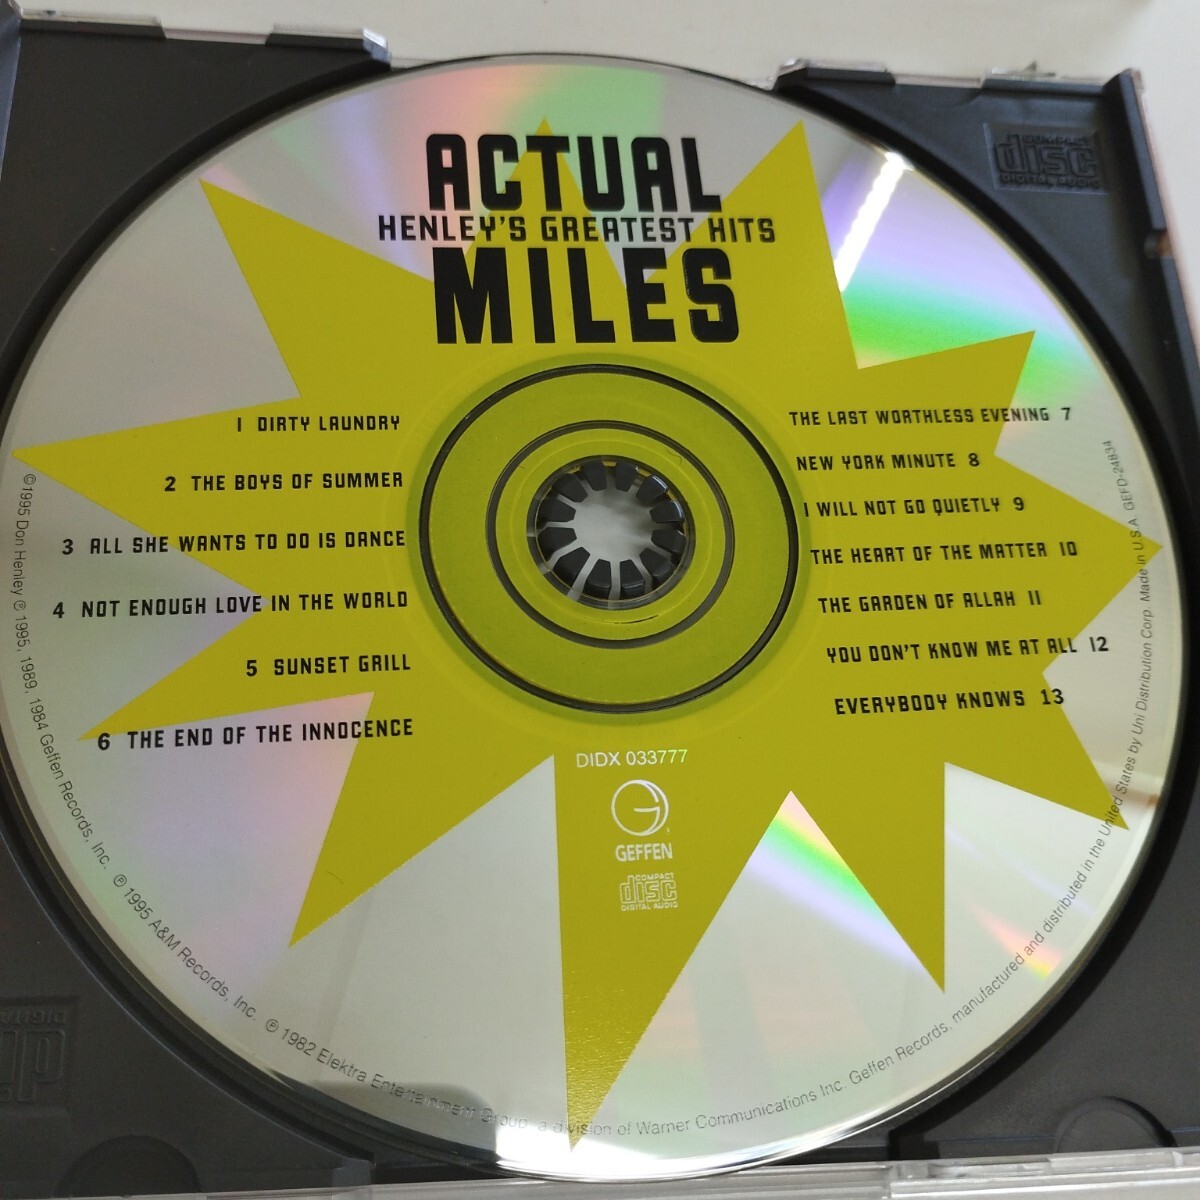 ACTUAL
HENLEY'S GREATEST HITS
MILES
1 DIRTY LAUNDRY
2 THE BOYS OF SUMMER
3 ALL SHE WANTS TO DO IS DANCE
4 NOT ENOUGH LOVE IN THE WORLD
5 SUNSET GRILL
6 THE END OF THE INNOCENCE
THE LAST WORTHLESS EVENING 7
NEW YORK MINUTE 8
I WILL NOT GO QUIETLY 9
THE HEART OF THE MATTER 10
THE GARDEN OF ALLAH 11
YOU DON'T KNOW ME AT ALL 12
EVERYBODY KNOWS 13
DIDX 033777
G
GEFFEN
COMPACT
disc
DIGITAL AUDIO
©1995 Don Henley ℗ 1995, 1989, 1984 Geffen Records, Inc. ℗ 1995 A&M Records, Inc. ℗ 1982 Elektra Entertainment Group, a division of Warner Communications Inc. Geffen Records, manufactured and distributed in the United States by Uni Distribution Corp. Made in U.S.A. GEFD-24834
COMPACT
disc
DIGITAL AUDIO